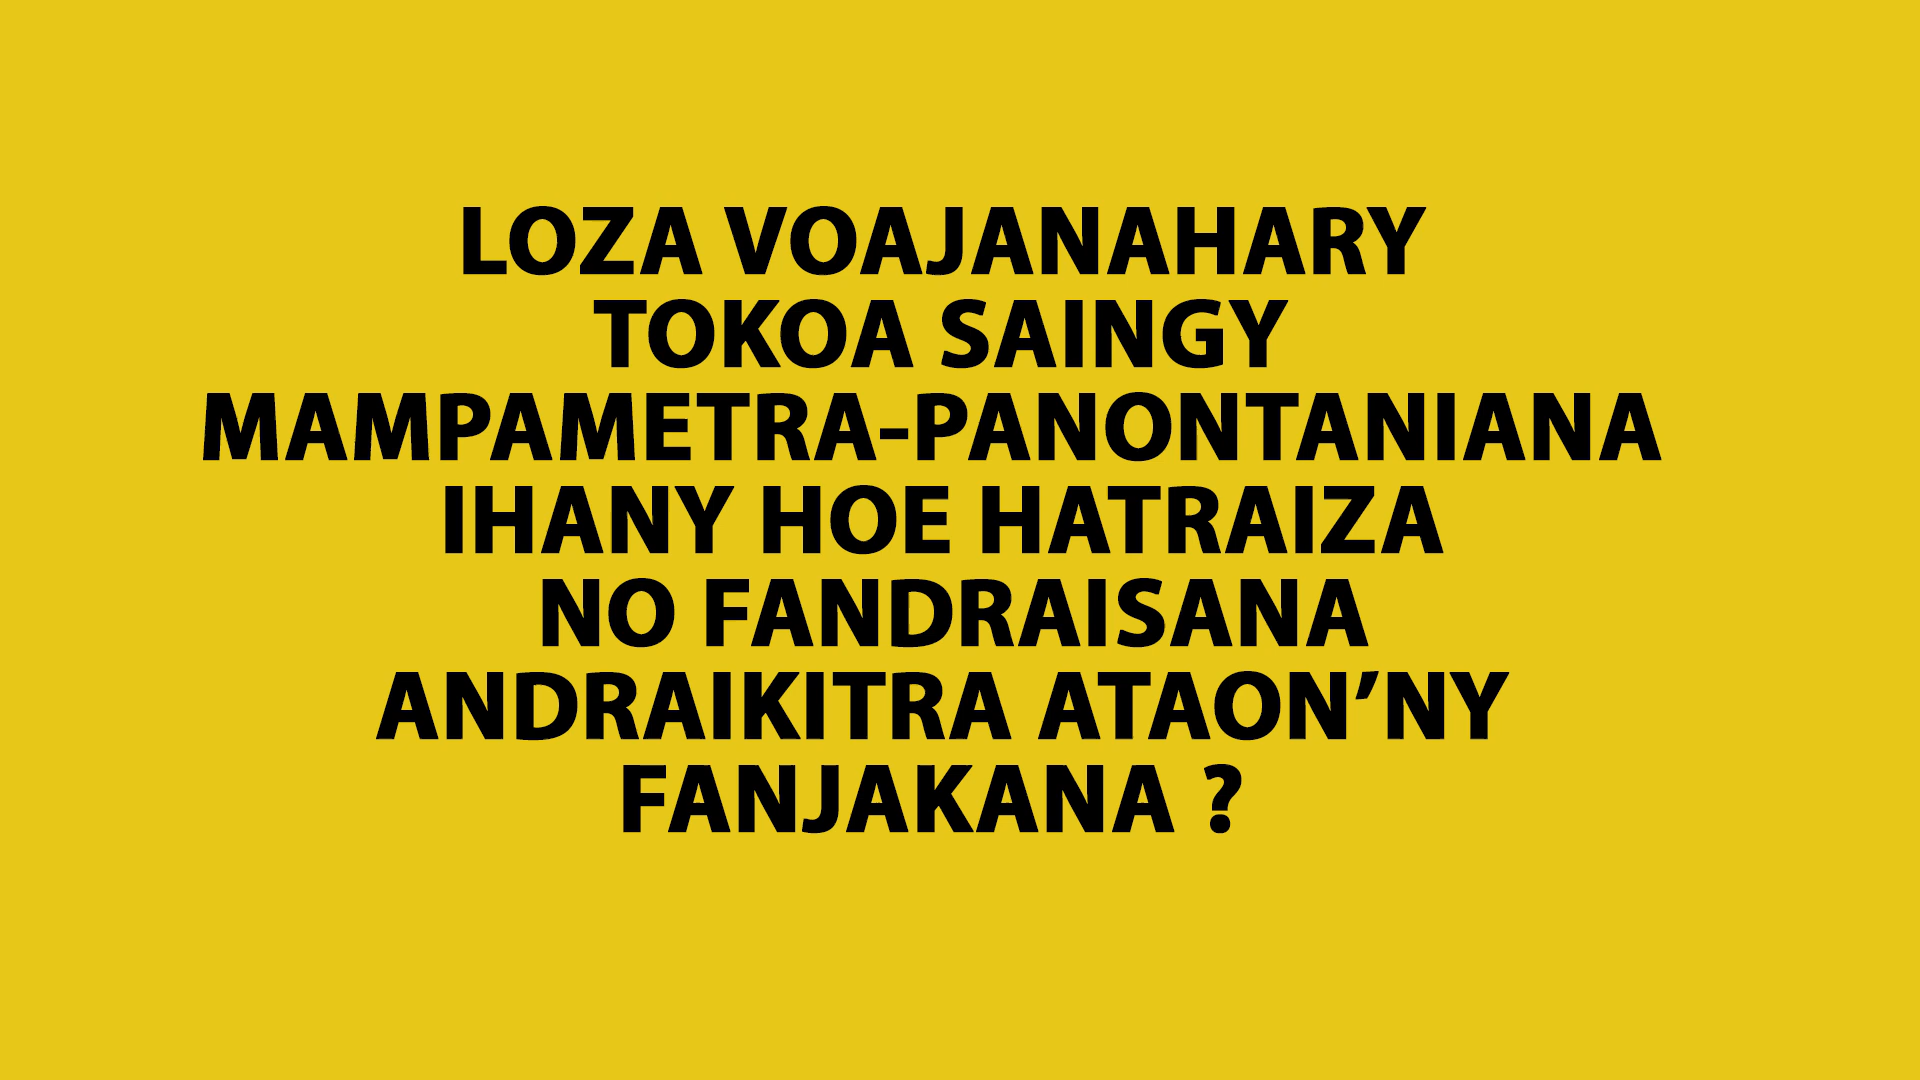 LOZA VOAJANAHARY
TOKOA SAINGY
MAMPAMETRA-PANONTANIANA
IHANY HOE HATRAIZA
NO FANDRAISANA
ANDRAIKITRA ATAON’NY
FANJAKANA ?